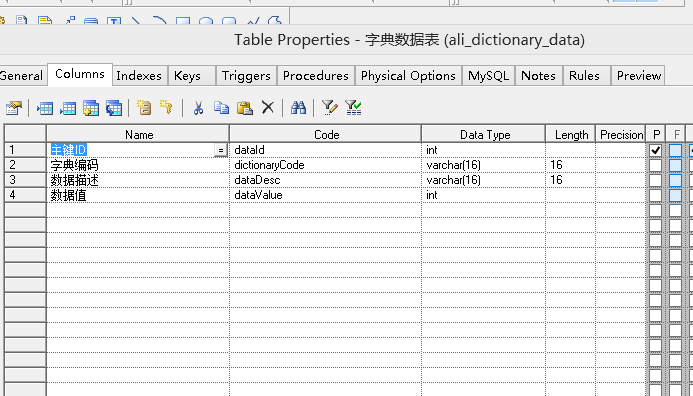 Table Properties - 字典数据表 (ali_dictionary_data)
General Columns Indexes Keys Triggers Procedures Physical Options MySQL Notes Rules Preview
Name Code Data Type Length Precision P F
1 主键ID = dataId int
2 字典编码 dictionaryCode varchar(16) 16
3 数据描述 dataDesc varchar(16) 16
4 数据值 dataValue int